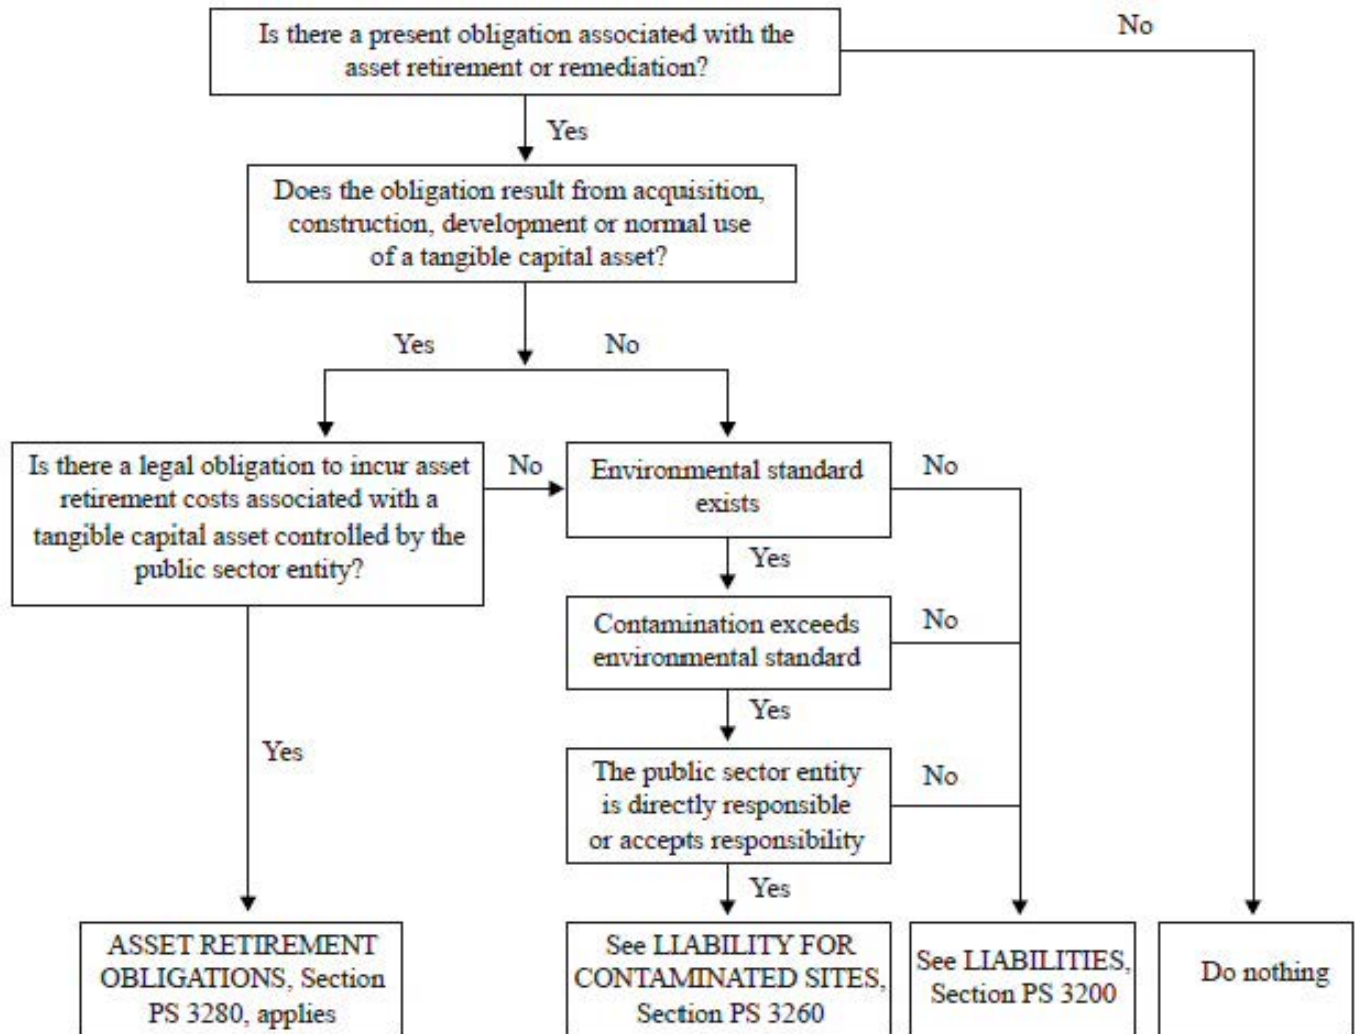 Is there a present obligation associated with the
asset retirement or remediation?
No
Yes
Does the obligation result from acquisition,
construction, development or normal use
of a tangible capital asset?
Yes
No
Is there a legal obligation to incur asset
retirement costs associated with a
tangible capital asset controlled by the
public sector entity?
No
Environmental standard
exists
No
Yes
Contamination exceeds
environmental standard
No
Yes
Yes
The public sector entity
is directly responsible
or accepts responsibility
No
Yes
ASSET RETIREMENT
OBLIGATIONS, Section
PS 3280, applies
See LIABILITY FOR
CONTAMINATED SITES,
Section PS 3260
See LIABILITIES,
Section PS 3200
Do nothing